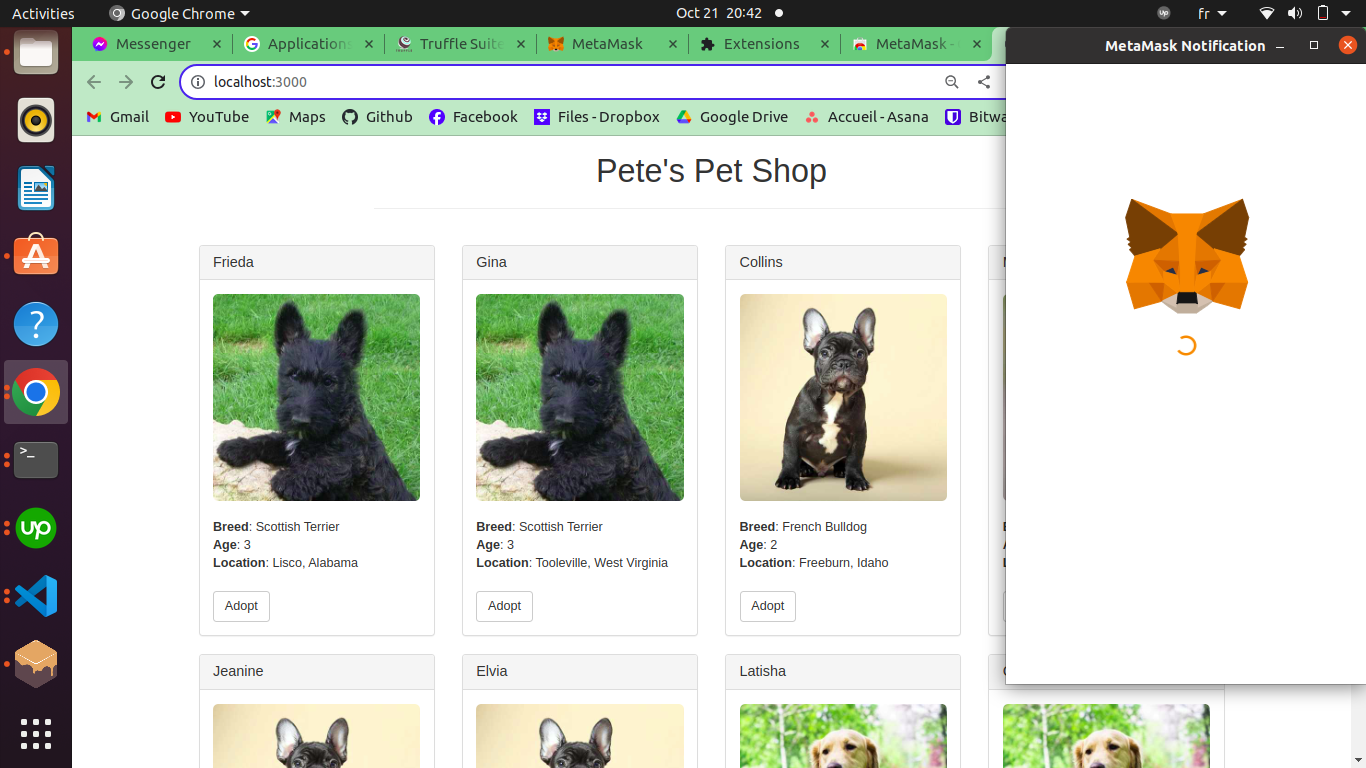 Activities
Google Chrome
Oct 21 20:42
fr
Messenger
Applications
Truffle Suite
MetaMask
Extensions
MetaMask -
MetaMask Notification
localhost:3000
Gmail
YouTube
Maps
Github
Facebook
Files - Dropbox
Google Drive
Accueil - Asana
Bitwa
Pete's Pet Shop
Frieda
Gina
Collins
Breed: Scottish Terrier
Age: 3
Location: Lisco, Alabama
Adopt
Breed: Scottish Terrier
Age: 3
Location: Tooleville, West Virginia
Adopt
Breed: French Bulldog
Age: 2
Location: Freeburn, Idaho
Adopt
Jeanine
Elvia
Latisha
up